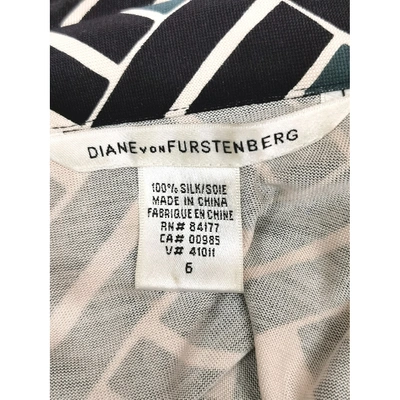 DIANE VON FURSTENBERG
100% SILK/SOIE
MADE IN CHINA
FABRIQUE EN CHINE
RN# 84177
CA# 00985
V# 41011
6